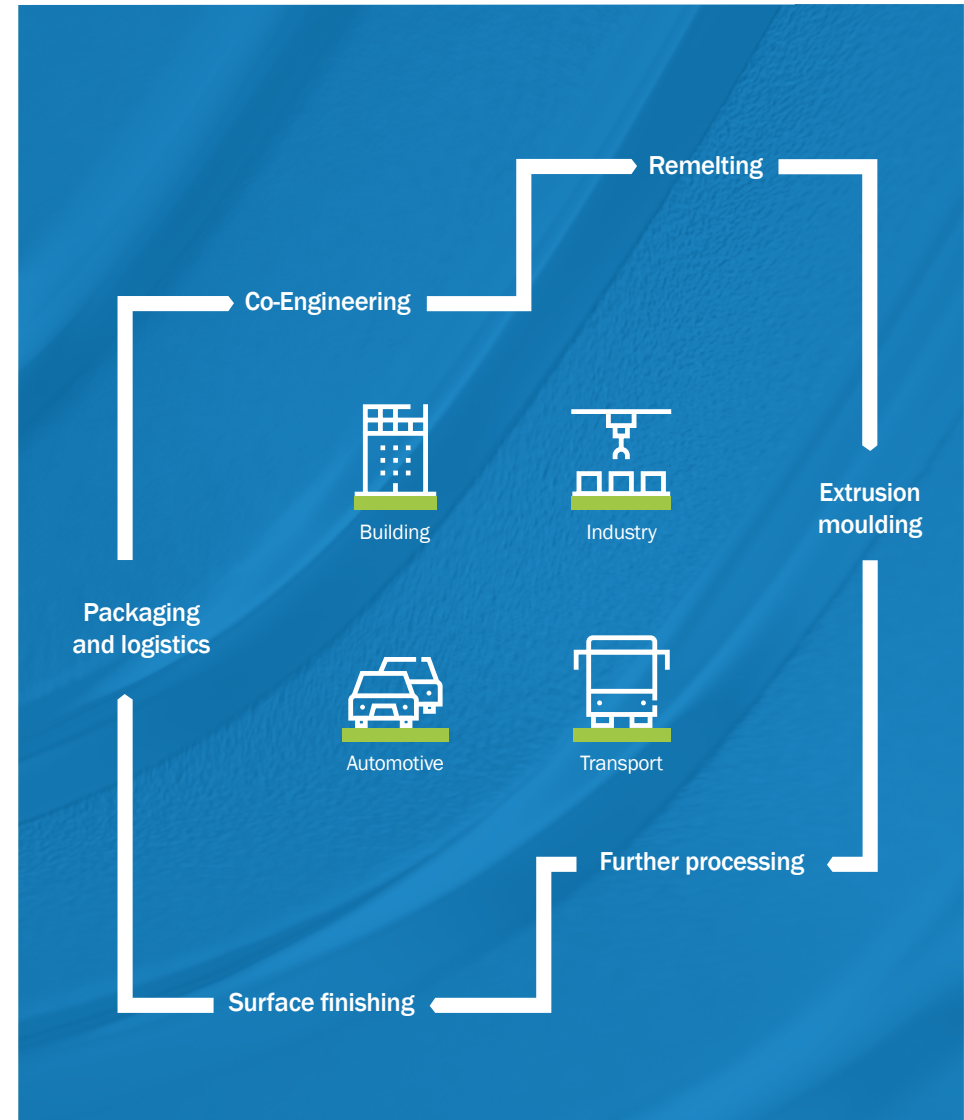 Remelting
Co-Engineering
Extrusion
moulding
Building
Industry
Packaging
and logistics
Automotive
Transport
Further processing
Surface finishing